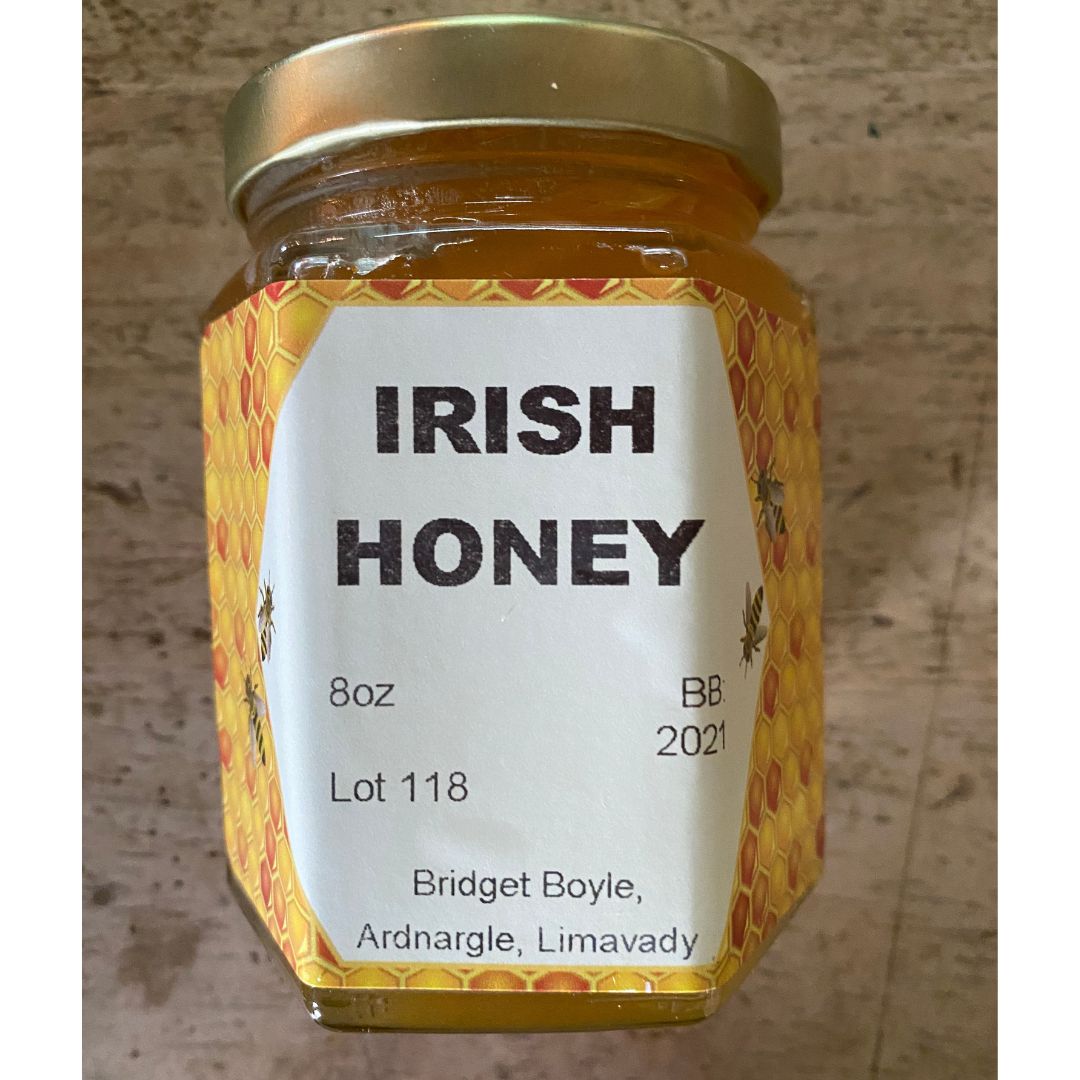 IRISH
HONEY
8oz
BB:
2021
Lot 118
Bridget Boyle,
Ardnargle, Limavady